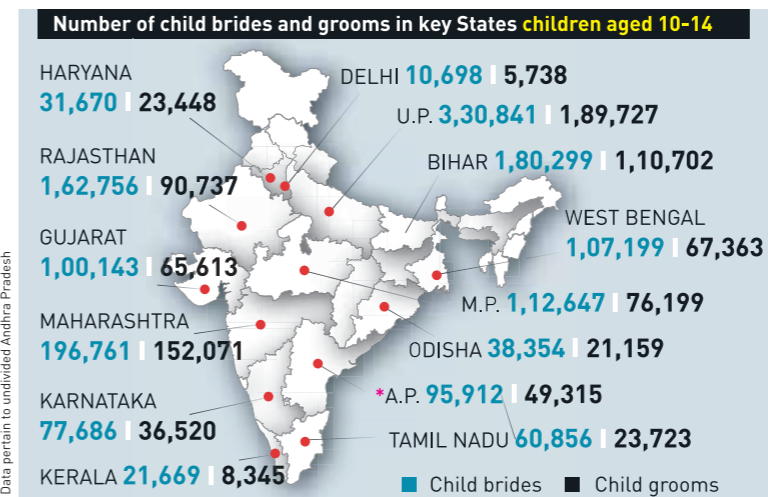 Number of child brides and grooms in key States children aged 10-14
HARYANA
31,670 23,448
DELHI 10,698 5,738
U.P. 3,30,841 1,89,727
RAJASTHAN
1,62,756 90,737
BIHAR 1,80,299 1,10,702
GUJARAT
1,00,143 65,613
WEST BENGAL
1,07,199 67,363
M.P. 1,12,647 76,199
MAHARASHTRA
196,761 152,071
ODISHA 38,354 21,159
*A.P. 95,912 49,315
KARNATAKA
77,686 36,520
TAMIL NADU 60,856 23,723
KERALA 21,669 8,345
Child brides Child grooms
Data pertain to undivided Andhra Pradesh